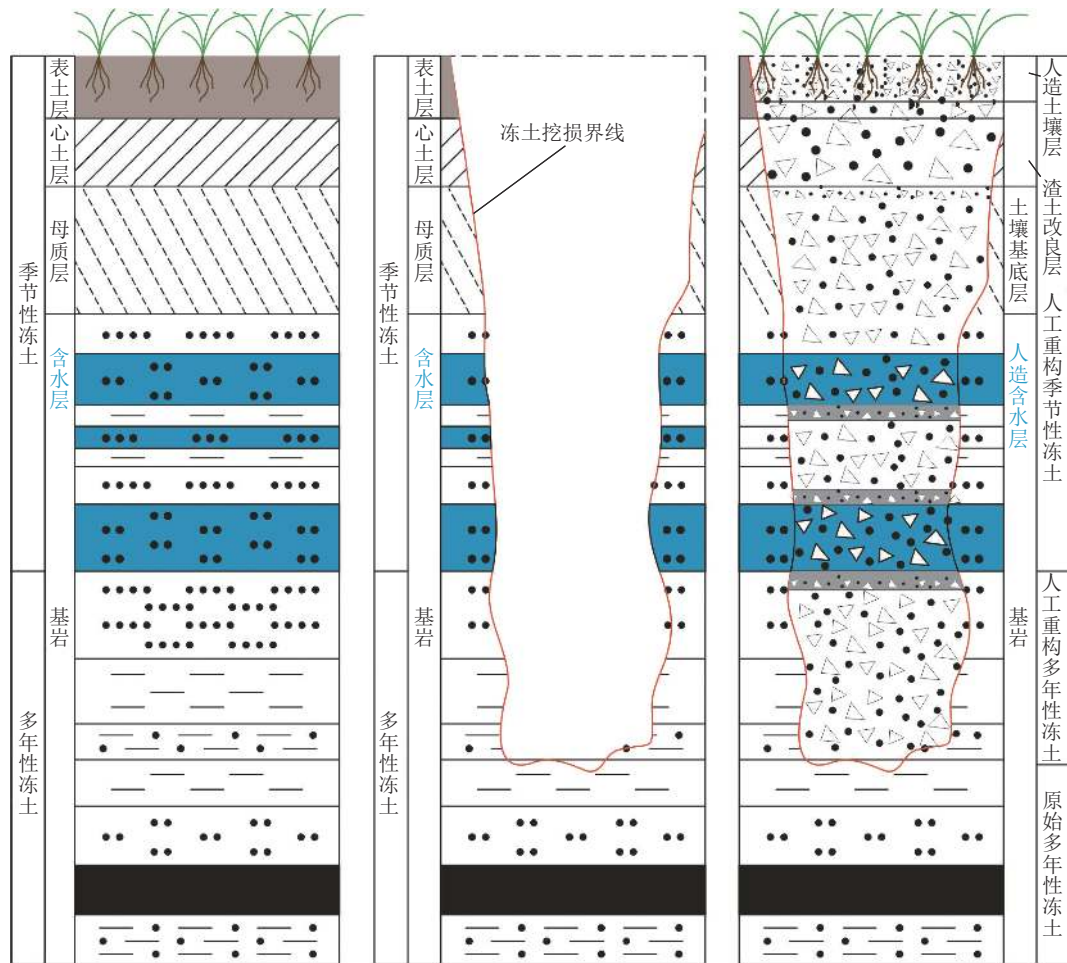 季节性冻土
多年性冻土
表土层
心土层
母质层
含水层
基岩
季节性冻土
多年性冻土
表土层
心土层
母质层
含水层
基岩
冻土挖损界线
土壤基底层
人造含水层
基岩
人造土壤层
渣土改良层
人工重构季节性冻土
人工重构多年性冻土
原始多年性冻土